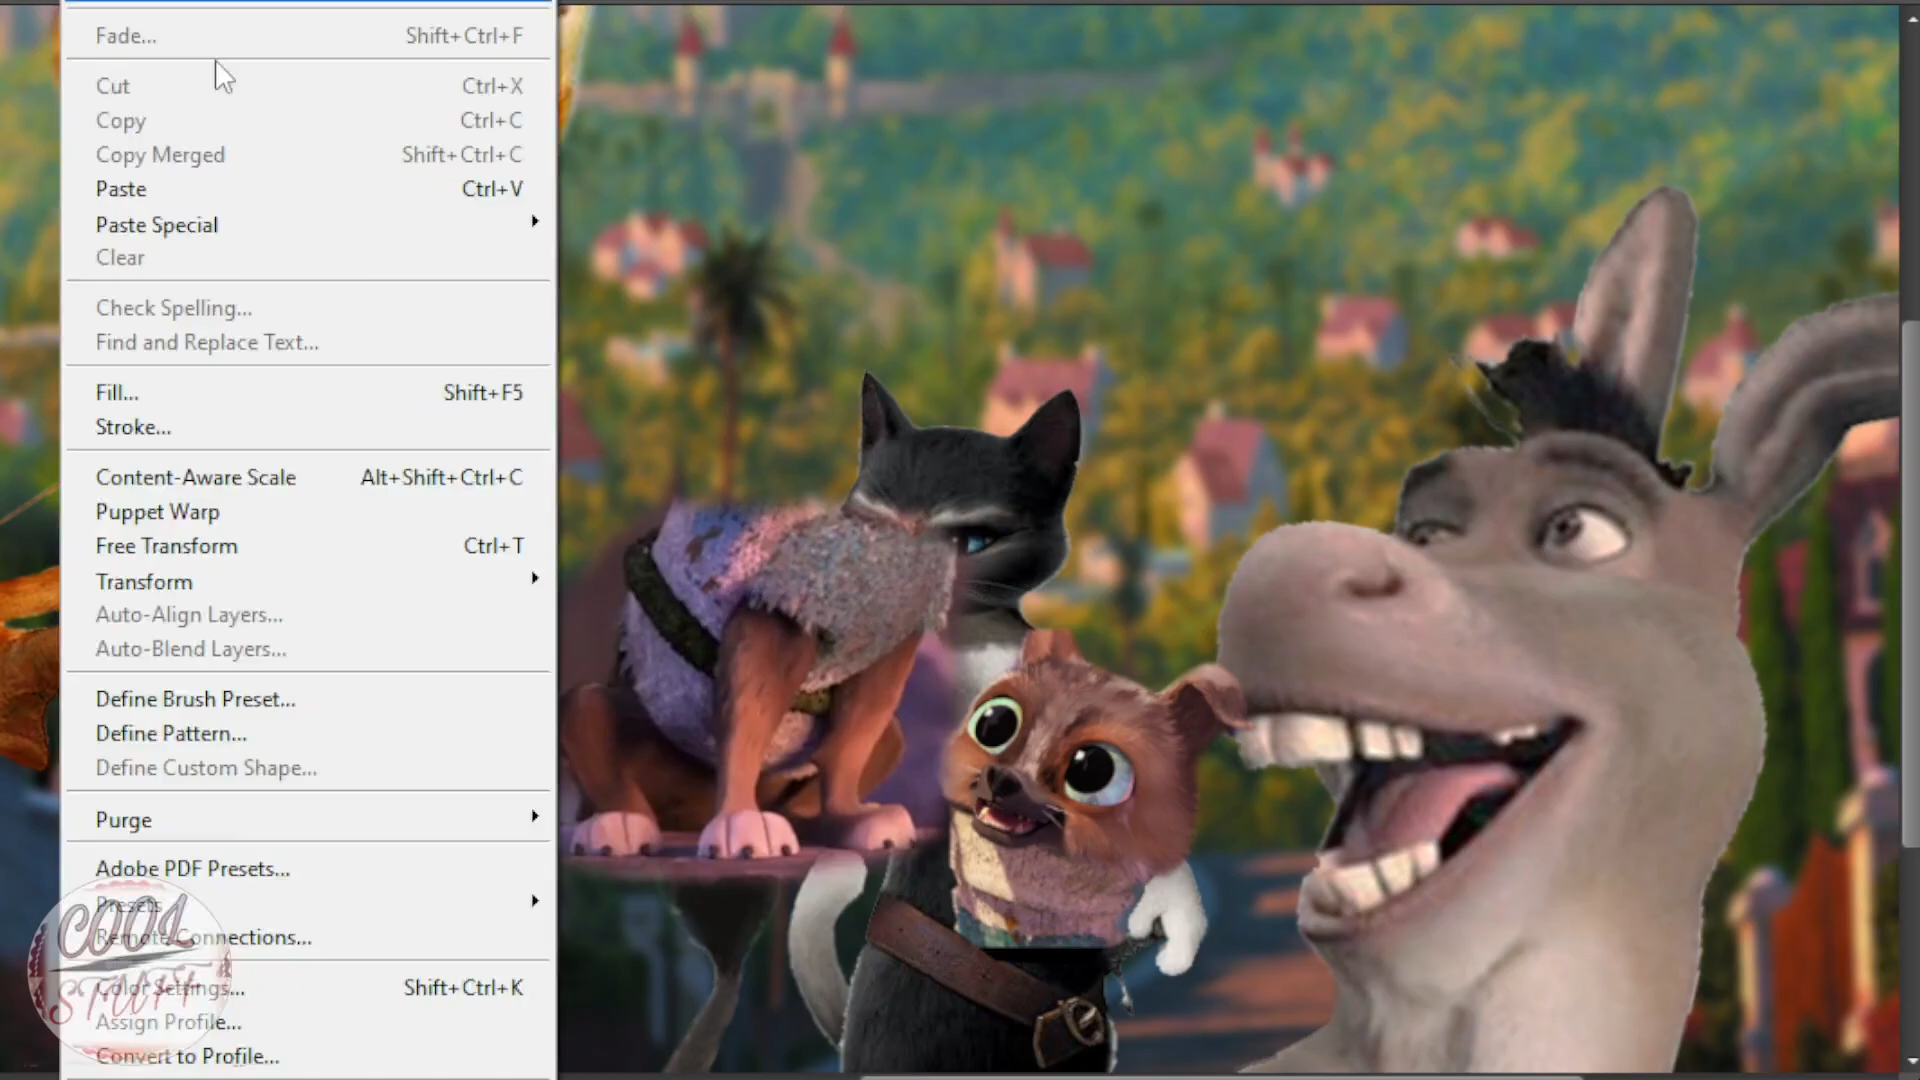 Fade... Shift+Ctrl+F
Cut Ctrl+X
Copy Ctrl+C
Copy Merged Shift+Ctrl+C
Paste Ctrl+V
Paste Special
Clear
Check Spelling...
Find and Replace Text...
Fill... Shift+F5
Stroke...
Content-Aware Scale Alt+Shift+Ctrl+C
Puppet Warp
Free Transform Ctrl+T
Transform
Auto-Align Layers...
Auto-Blend Layers...
Define Brush Preset...
Define Pattern...
Define Custom Shape...
Purge
Adobe PDF Presets...
Presets
Remote Connections...
Color Settings... Shift+Ctrl+K
Assign Profile...
Convert to Profile...
COOL
STUFF